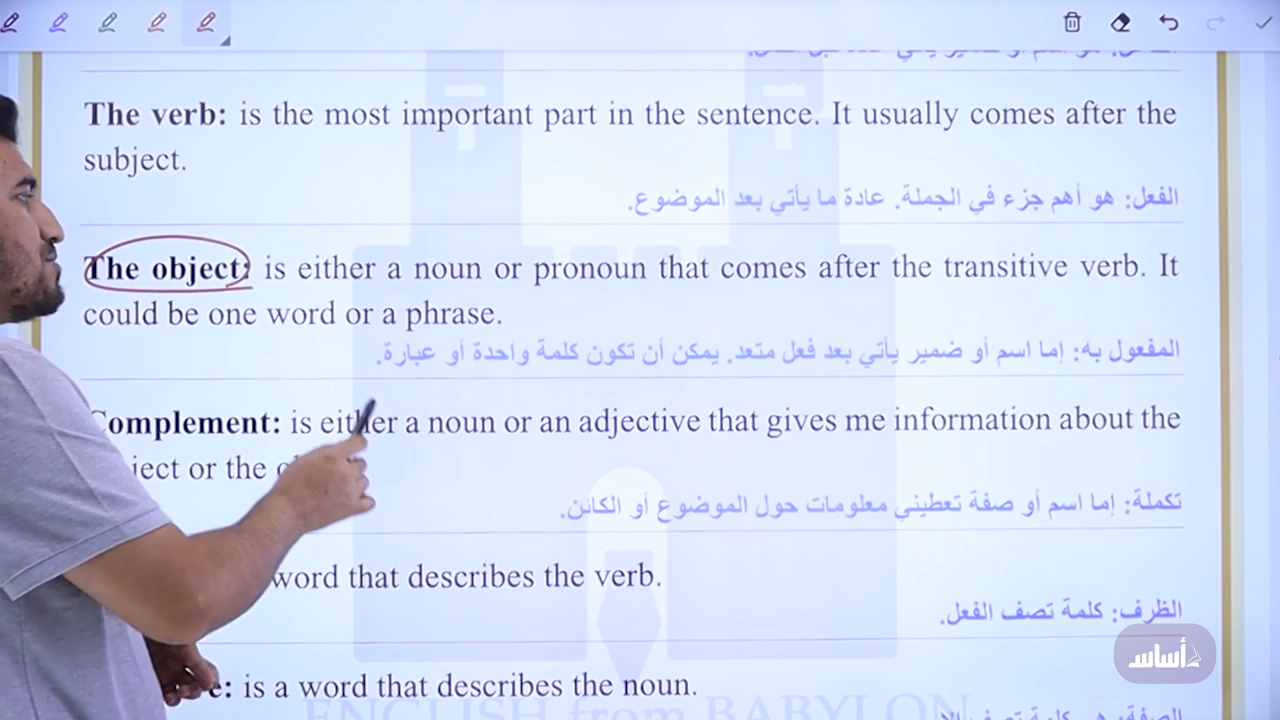 The verb: is the most important part in the sentence. It usually comes after the
subject.
الفعل: هو أهم جزء في الجملة. عادة ما يأتي بعد الموضوع.
The object: is either a noun or pronoun that comes after the transitive verb. It
could be one word or a phrase.
المفعول به: إما اسم أو ضمير يأتي بعد فعل متعد. يمكن أن تكون كلمة واحدة أو عبارة.
Complement: is either a noun or an adjective that gives me information about the
or the
تكملة: إما اسم أو صفة تعطيني معلومات حول الموضوع أو الكائن.
word that describes the verb.
الظرف: كلمة تصف الفعل.
is a word that describes the noun.
ENGLISH from BABYLON
أساس